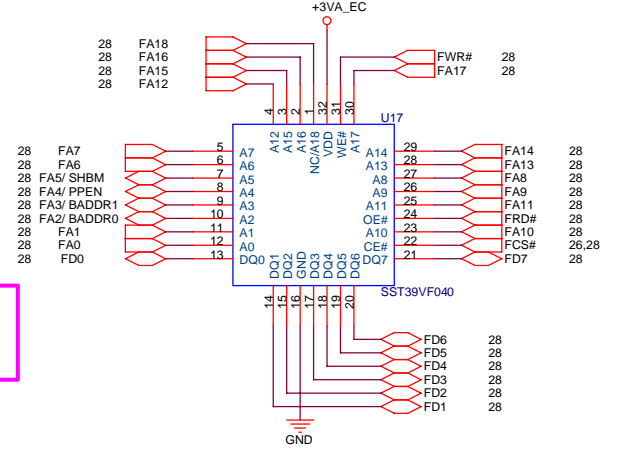 +3VA_EC
28 FA18
28 FA16
28 FA15
28 FA12
FWR# 28
FA17 28
4 3 2 1 32 31 30
U17
A12 A15 A16 NC/A18 VDD WE# A17
28 FA7 5 A7
28 FA6 6 A6
28 FA5/ SHBM 7 A5
28 FA4/ PPEN 8 A4
28 FA3/ BADDR1 9 A3
28 FA2/ BADDR0 10 A2
28 FA1 11 A1
28 FA0 12 A0
28 FD0 13 DQ0
A14 29 FA14 28
A13 28 FA13 28
A8 27 FA8 28
A9 26 FA9 28
A11 25 FA11 28
OE# 24 FRD# 28
A10 23 FA10 28
CE# 22 FCS# 26,28
DQ7 21 FD7 28
DQ1 DQ2 GND DQ3 DQ4 DQ5 DQ6
SST39VF040
14 15 16 17 18 19 20
FD6 28
FD5 28
FD4 28
FD3 28
FD2 28
FD1 28
GND